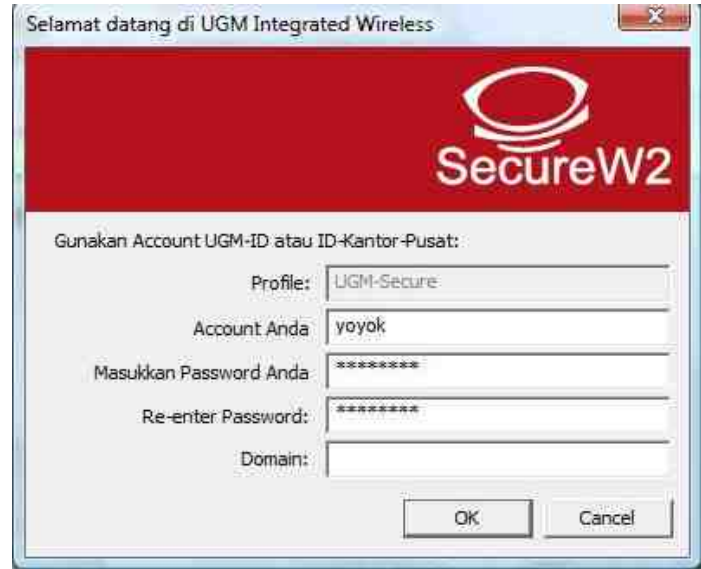 Selamat datang di UGM Integrated Wireless
SecureW2
Gunakan Account UGM-ID atau ID-Kantor-Pusat:
Profile: UGM-Secure
Account Anda yoyok
Masukkan Password Anda ********
Re-enter Password: ********
Domain:
OK Cancel